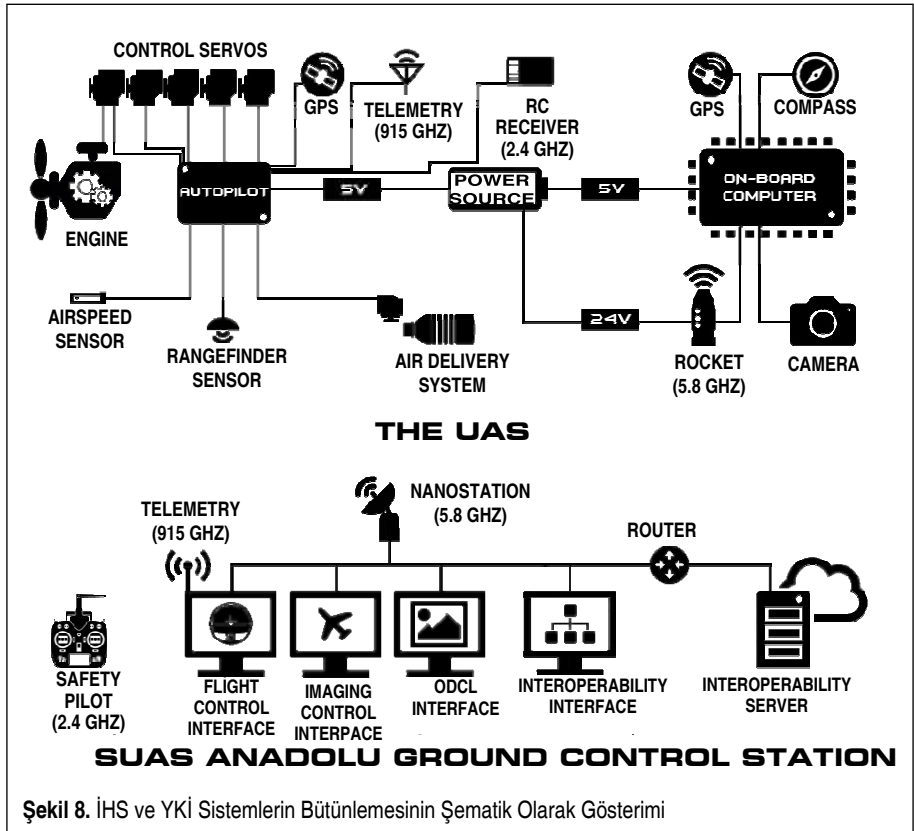 CONTROL SERVOS
GPS
TELEMETRY
(915 GHZ)
RC
RECEIVER
(2.4 GHZ)
GPS
COMPASS
AUTOPILOT
5V
POWER
SOURCE
5V
ON-BOARD
COMPUTER
ENGINE
AIRSPEED
SENSOR
RANGEFINDER
SENSOR
AIR DELIVERY
SYSTEM
24V
ROCKET
(5.8 GHZ)
CAMERA
THE UAS
TELEMETRY
(915 GHZ)
NANOSTATION
(5.8 GHZ)
ROUTER
SAFETY
PILOT
(2.4 GHZ)
FLIGHT
CONTROL
INTERFACE
IMAGING
CONTROL
INTERPACE
ODCL
INTERFACE
INTEROPERABILITY
INTERFACE
INTEROPERABILITY
SERVER
SUAS ANADOLU GROUND CONTROL STATION
Şekil 8. İHS ve YKİ Sistemlerin Bütünlemesinin Şematik Olarak Gösterimi